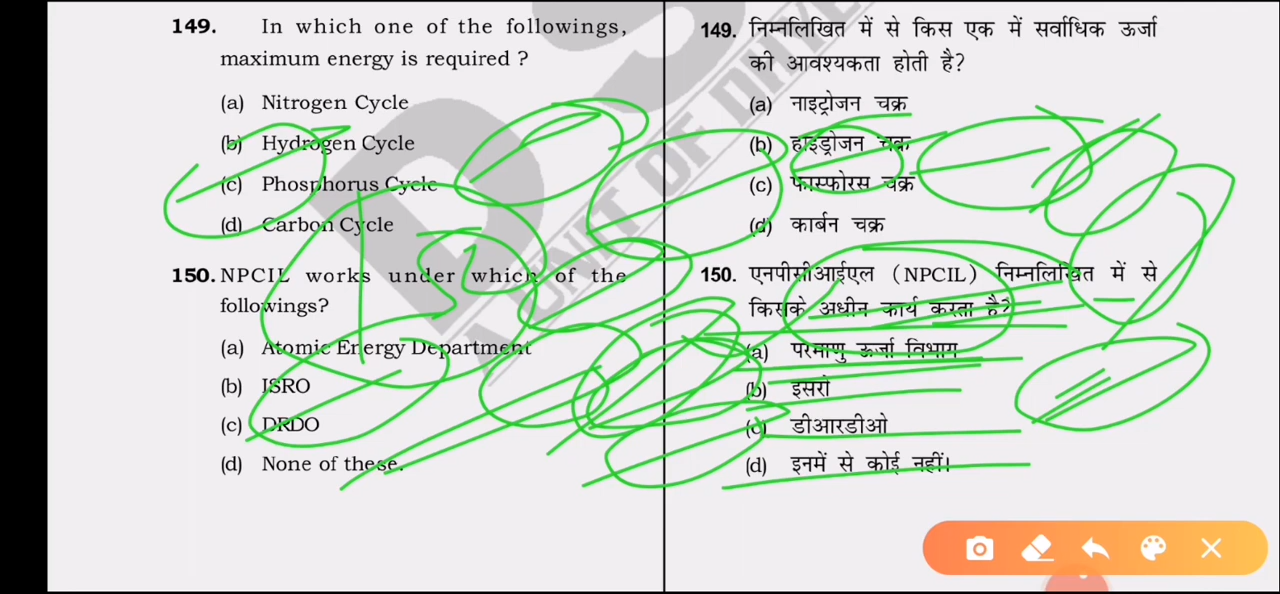 149. In which one of the followings,
maximum energy is required ?
(a) Nitrogen Cycle
(b) Hydrogen Cycle
(c) Phosphorus Cycle
(d) Carbon Cycle
150. NPCIL works under which of the
followings?
(a) Atomic Energy Department
(b) ISRO
(c) DRDO
(d) None of these.
149. निम्नलिखित में से किस एक में सर्वाधिक ऊर्जा
की आवश्यकता होती है?
(a) नाइट्रोजन चक्र
(b) हाइड्रोजन चक्र
(c) फास्फोरस चक्र
(d) कार्बन चक्र
150. एनपीसीआईएल (NPCIL) निम्नलिखित में से
किसके अधीन कार्य करता है?
(a) परमाणु ऊर्जा विभाग
(b) इसरो
(c) डीआरडीओ
(d) इनमें से कोई नहीं।
A UNIT OF